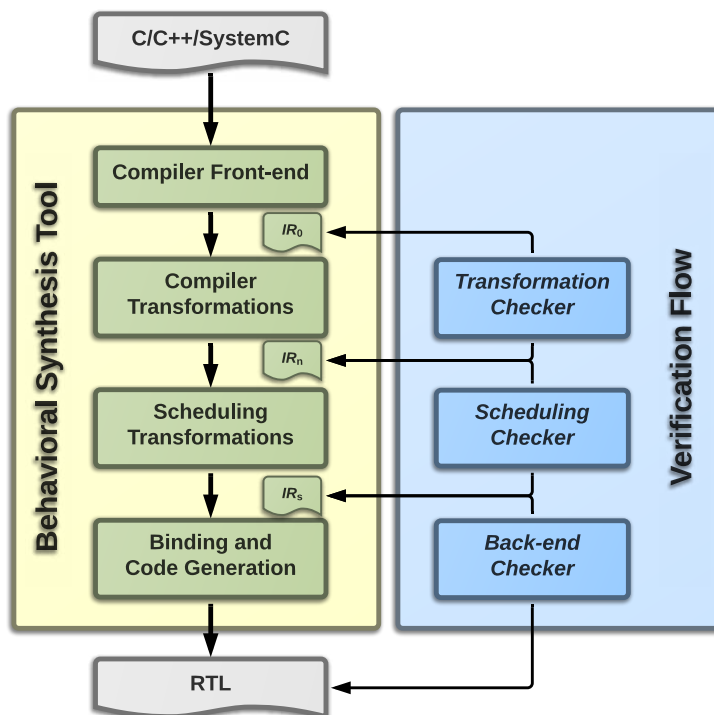 C/C++/SystemC
Behavioral Synthesis Tool
Compiler Front-end
IR₀
Compiler
Transformations
IRₙ
Scheduling
Transformations
IRₛ
Binding and
Code Generation
RTL
Transformation
Checker
Scheduling
Checker
Back-end
Checker
Verification Flow